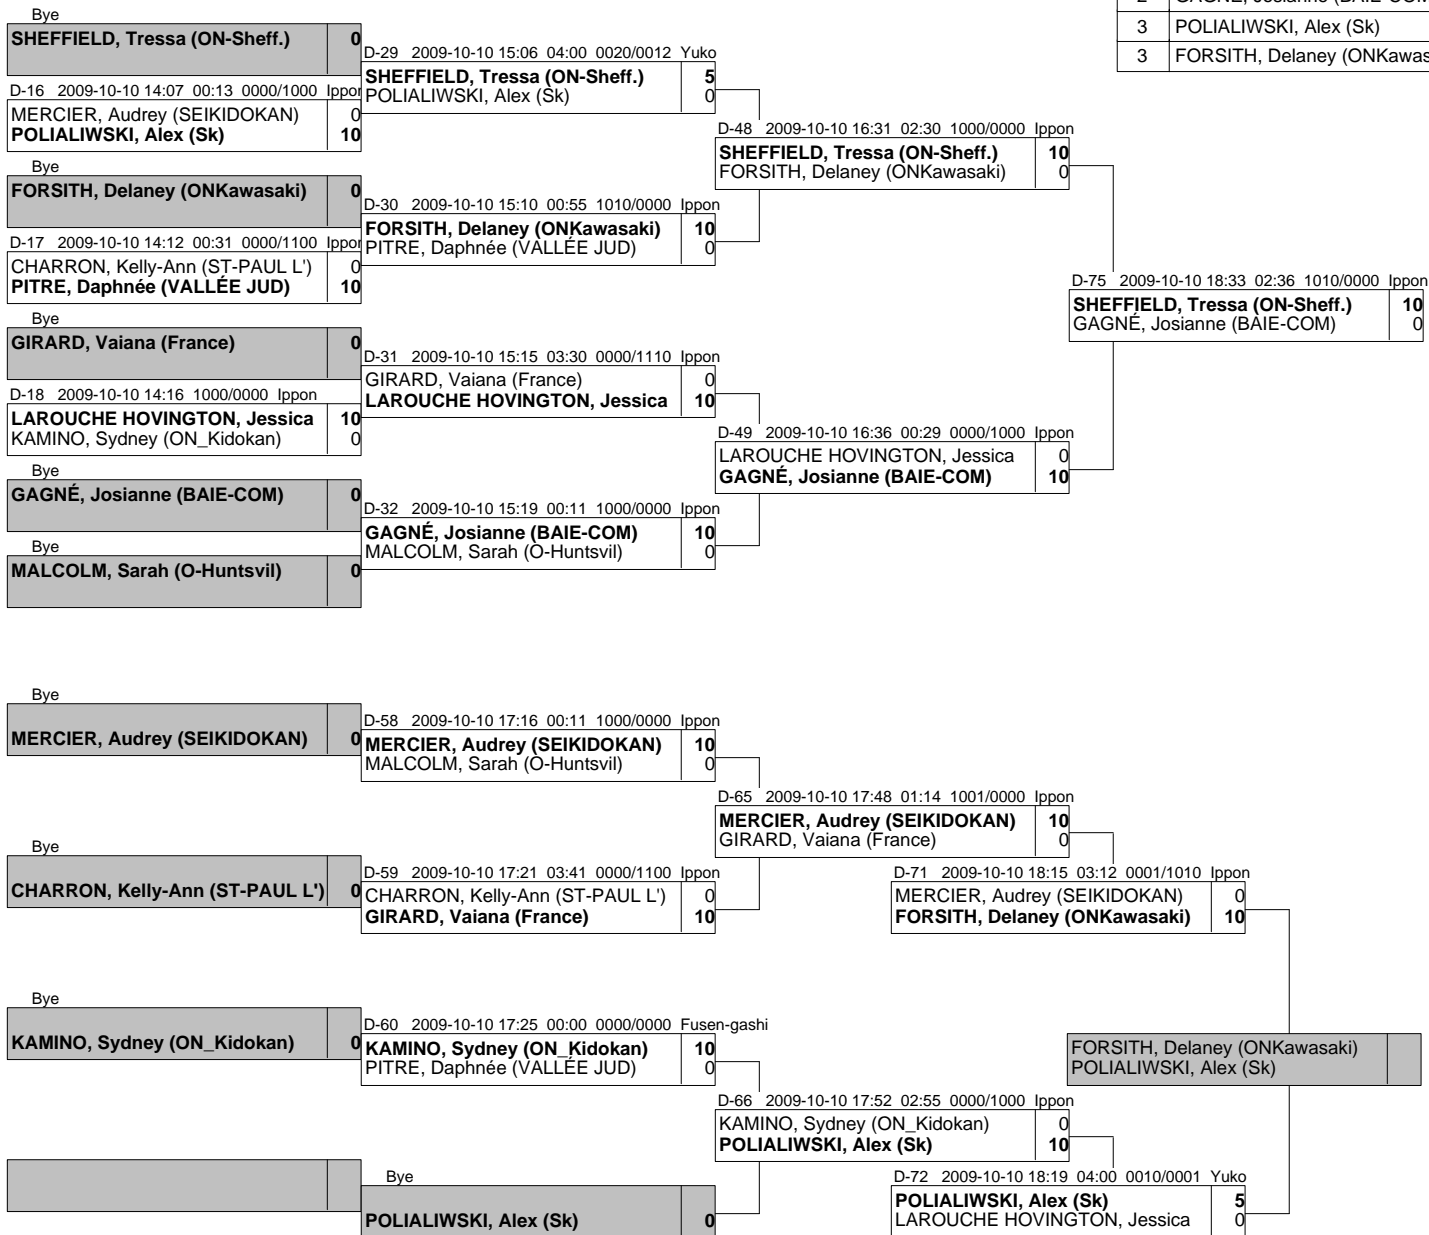 2 GAGNÉ, Josianne (BAIE-COM
3 POLIALIWSKI, Alex (Sk)
3 FORSITH, Delaney (ONKawas
Bye
SHEFFIELD, Tressa (ON-Sheff.) 0
D-16 2009-10-10 14:07 00:13 0000/1000 Ippon
MERCIER, Audrey (SEIKIDOKAN) 0
POLIALIWSKI, Alex (Sk) 10
Bye
FORSITH, Delaney (ONKawasaki) 0
D-17 2009-10-10 14:12 00:31 0000/1100 Ippon
CHARRON, Kelly-Ann (ST-PAUL L') 0
PITRE, Daphnée (VALLÉE JUD) 10
Bye
GIRARD, Vaiana (France) 0
D-18 2009-10-10 14:16 1000/0000 Ippon
LAROUCHE HOVINGTON, Jessica 10
KAMINO, Sydney (ON_Kidokan) 0
Bye
GAGNÉ, Josianne (BAIE-COM) 0
Bye
MALCOLM, Sarah (O-Huntsvil) 0
D-29 2009-10-10 15:06 04:00 0020/0012 Yuko
SHEFFIELD, Tressa (ON-Sheff.) 5
POLIALIWSKI, Alex (Sk) 0
D-30 2009-10-10 15:10 00:55 1010/0000 Ippon
FORSITH, Delaney (ONKawasaki) 10
PITRE, Daphnée (VALLÉE JUD) 0
D-31 2009-10-10 15:15 03:30 0000/1110 Ippon
GIRARD, Vaiana (France) 0
LAROUCHE HOVINGTON, Jessica 10
D-32 2009-10-10 15:19 00:11 1000/0000 Ippon
GAGNÉ, Josianne (BAIE-COM) 10
MALCOLM, Sarah (O-Huntsvil) 0
D-48 2009-10-10 16:31 02:30 1000/0000 Ippon
SHEFFIELD, Tressa (ON-Sheff.) 10
FORSITH, Delaney (ONKawasaki) 0
D-49 2009-10-10 16:36 00:29 0000/1000 Ippon
LAROUCHE HOVINGTON, Jessica 0
GAGNÉ, Josianne (BAIE-COM) 10
D-75 2009-10-10 18:33 02:36 1010/0000 Ippon
SHEFFIELD, Tressa (ON-Sheff.) 10
GAGNÉ, Josianne (BAIE-COM) 0
Bye
MERCIER, Audrey (SEIKIDOKAN) 0
Bye
CHARRON, Kelly-Ann (ST-PAUL L') 0
Bye
KAMINO, Sydney (ON_Kidokan) 0
D-58 2009-10-10 17:16 00:11 1000/0000 Ippon
MERCIER, Audrey (SEIKIDOKAN) 10
MALCOLM, Sarah (O-Huntsvil) 0
D-59 2009-10-10 17:21 03:41 0000/1100 Ippon
CHARRON, Kelly-Ann (ST-PAUL L') 0
GIRARD, Vaiana (France) 10
D-60 2009-10-10 17:25 00:00 0000/0000 Fusen-gashi
KAMINO, Sydney (ON_Kidokan) 10
PITRE, Daphnée (VALLÉE JUD) 0
Bye
POLIALIWSKI, Alex (Sk) 0
D-65 2009-10-10 17:48 01:14 1001/0000 Ippon
MERCIER, Audrey (SEIKIDOKAN) 10
GIRARD, Vaiana (France) 0
D-66 2009-10-10 17:52 02:55 0000/1000 Ippon
KAMINO, Sydney (ON_Kidokan) 0
POLIALIWSKI, Alex (Sk) 10
D-71 2009-10-10 18:15 03:12 0001/1010 Ippon
MERCIER, Audrey (SEIKIDOKAN) 0
FORSITH, Delaney (ONKawasaki) 10
D-72 2009-10-10 18:19 04:00 0010/0001 Yuko
POLIALIWSKI, Alex (Sk) 5
LAROUCHE HOVINGTON, Jessica 0
FORSITH, Delaney (ONKawasaki)
POLIALIWSKI, Alex (Sk)